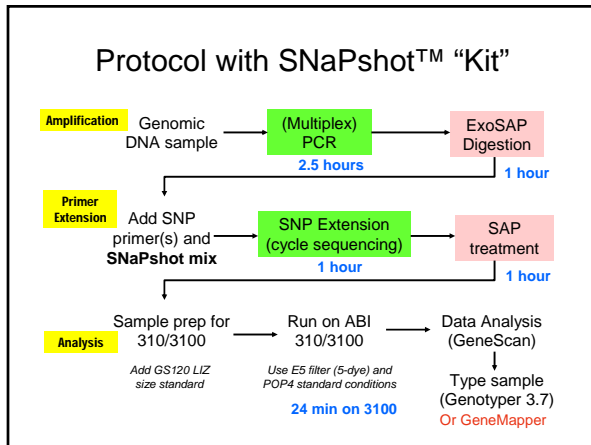 Protocol with SNaPshot™ “Kit”
Amplification
Genomic
DNA sample
(Multiplex)
PCR
2.5 hours
ExoSAP
Digestion
1 hour
Primer
Extension
Add SNP
primer(s) and
SNaPshot mix
SNP Extension
(cycle sequencing)
1 hour
SAP
treatment
1 hour
Analysis
Sample prep for
310/3100
Add GS120 LIZ
size standard
Run on ABI
310/3100
Use E5 filter (5-dye) and
POP4 standard conditions
24 min on 3100
Data Analysis
(GeneScan)
Type sample
(Genotyper 3.7)
Or GeneMapper